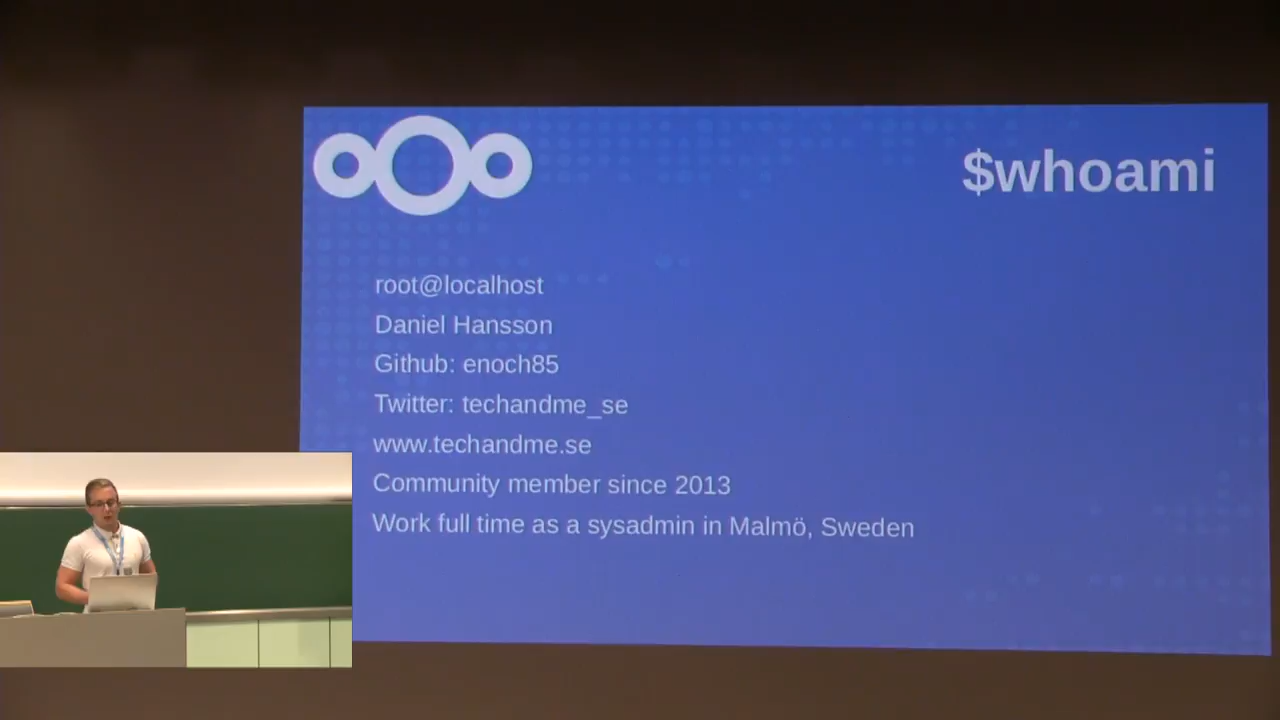 $whoami
root@localhost
Daniel Hansson
Github: enoch85
Twitter: techandme_se
www.techandme.se
Community member since 2013
Work full time as a sysadmin in Malmö, Sweden